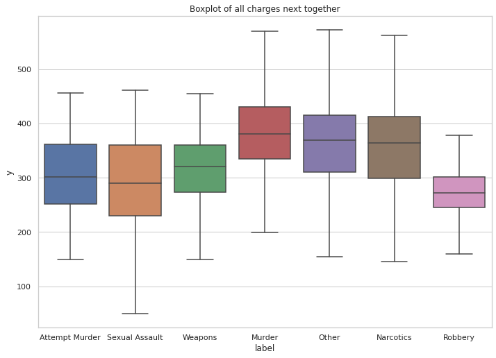 Boxplot of all charges next together
500
400
300
200
100
y
Attempt Murder Sexual Assault Weapons Murder Other Narcotics Robbery
label